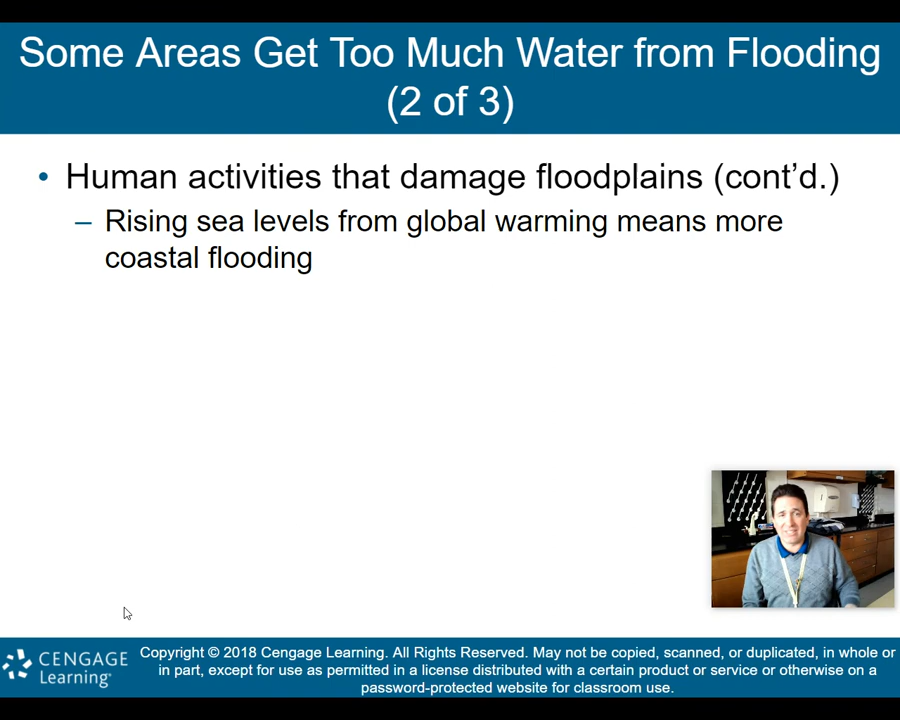 Some Areas Get Too Much Water from Flooding
(2 of 3)
• Human activities that damage floodplains (cont’d.)
– Rising sea levels from global warming means more
coastal flooding
CENGAGE
Learning™
Copyright © 2018 Cengage Learning. All Rights Reserved. May not be copied, scanned, or duplicated, in whole or
in part, except for use as permitted in a license distributed with a certain product or service or otherwise on a
password-protected website for classroom use.